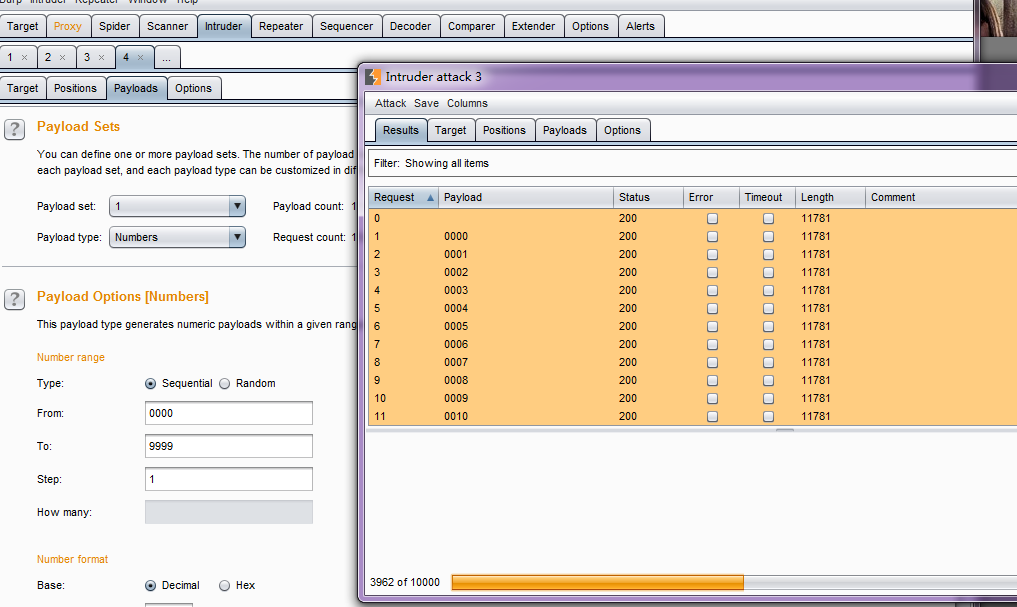 Burp Intruder Repeater Window Help
Target Proxy Spider Scanner Intruder Repeater Sequencer Decoder Comparer Extender Options Alerts
1 × 2 × 3 × 4 × ...
Target Positions Payloads Options
? Payload Sets
You can define one or more payload sets. The number of payload
each payload set, and each payload type can be customized in dif
Payload set: 1 Payload count: 1
Payload type: Numbers Request count: 1
? Payload Options [Numbers]
This payload type generates numeric payloads within a given rang
Number range
Type: Sequential Random
From: 0000
To: 9999
Step: 1
How many:
Number format
Base: Decimal Hex
Intruder attack 3
Attack Save Columns
Results Target Positions Payloads Options
Filter: Showing all items
Request Payload Status Error Timeout Length Comment
0 200 11781
1 0000 200 11781
2 0001 200 11781
3 0002 200 11781
4 0003 200 11781
5 0004 200 11781
6 0005 200 11781
7 0006 200 11781
8 0007 200 11781
9 0008 200 11781
10 0009 200 11781
11 0010 200 11781
3962 of 10000